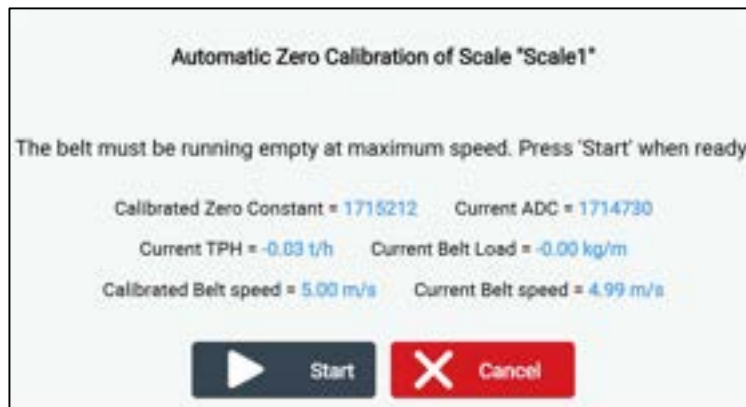 Automatic Zero Calibration of Scale "Scale1"
The belt must be running empty at maximum speed. Press 'Start' when ready
Calibrated Zero Constant = 1715212 Current ADC = 1714730
Current TPH = -0.03 t/h Current Belt Load = -0.00 kg/m
Calibrated Belt speed = 5.00 m/s Current Belt speed = 4.99 m/s
Start Cancel